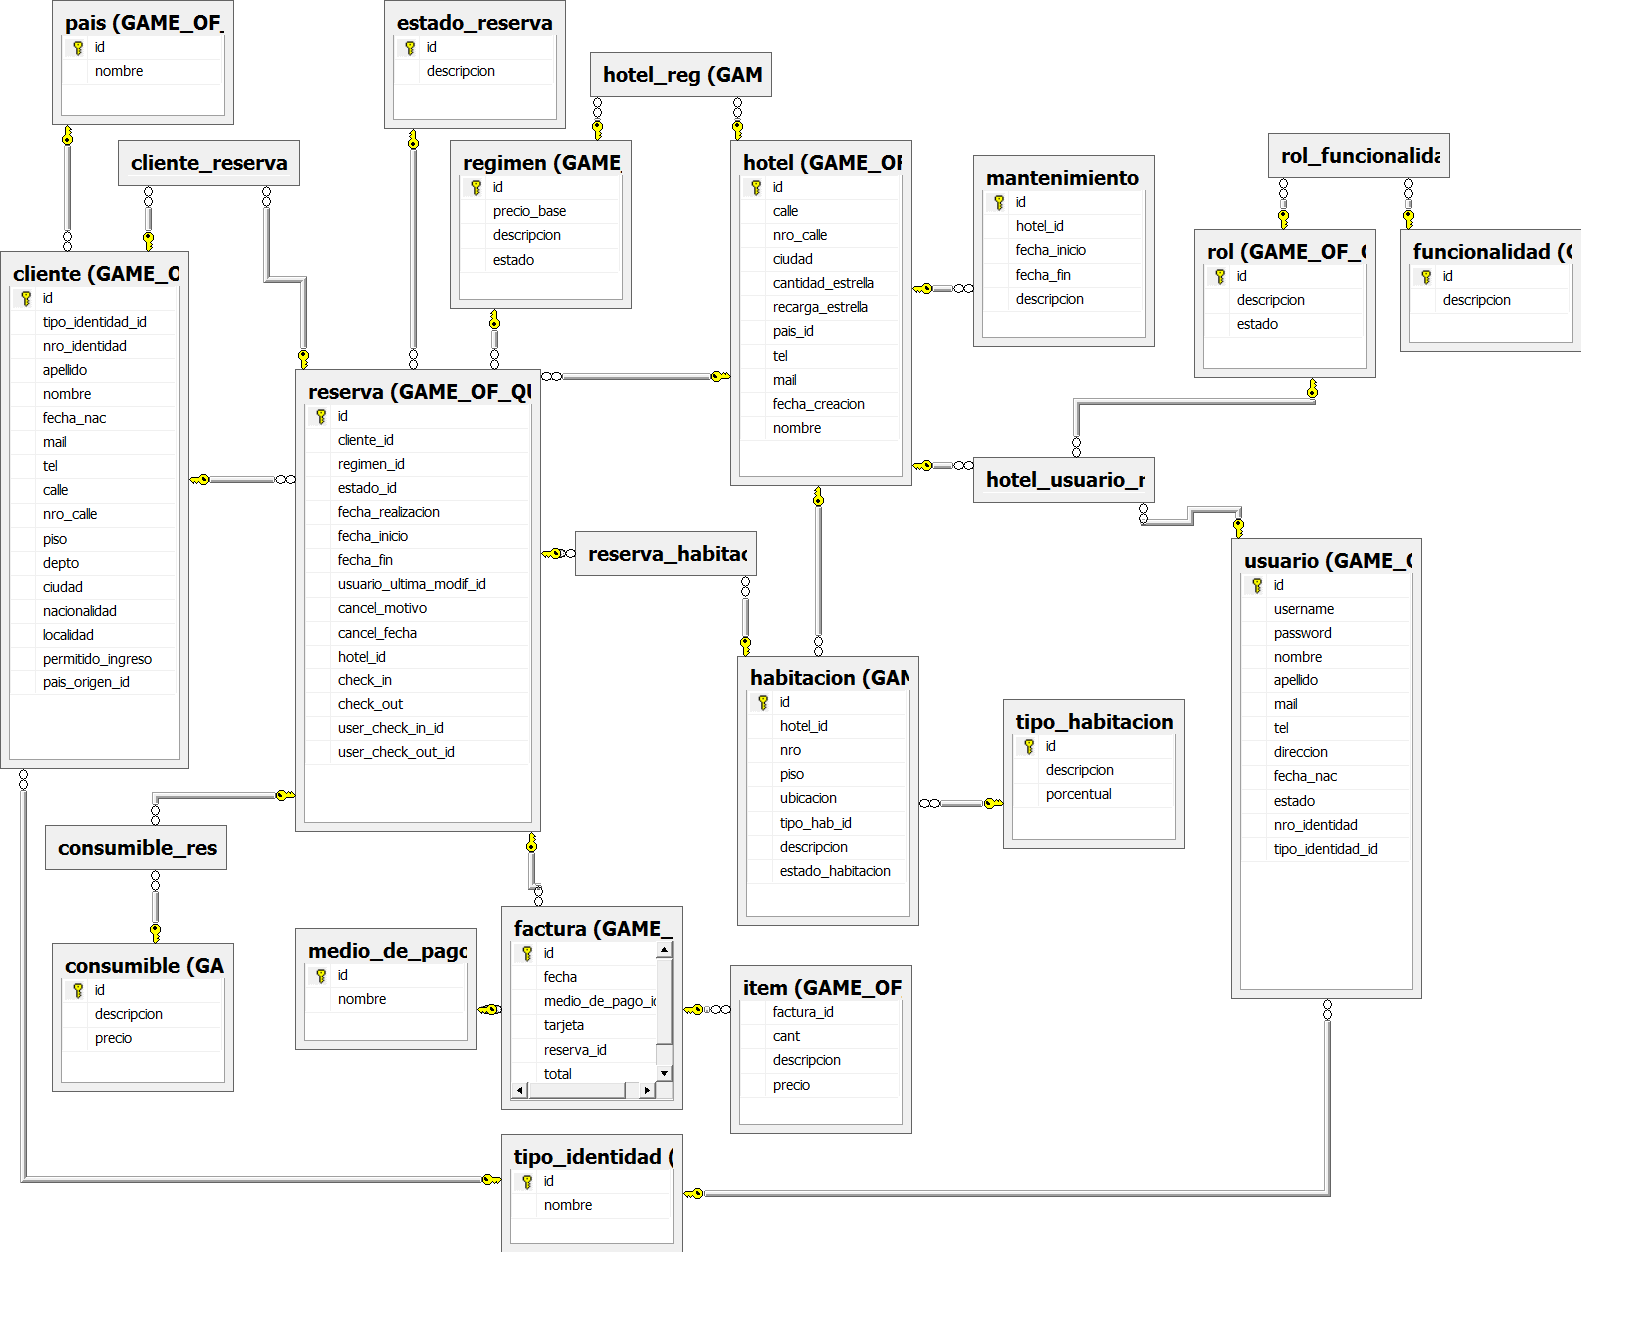 pais (GAME_OF_
id
nombre
estado_reserva
id
descripcion
hotel_reg (GAM
cliente_reserva
regimen (GAME_
id
precio_base
descripcion
estado
hotel (GAME_OF
id
calle
nro_calle
ciudad
cantidad_estrella
recarga_estrella
pais_id
tel
mail
fecha_creacion
nombre
mantenimiento
id
hotel_id
fecha_inicio
fecha_fin
descripcion
rol_funcionalida
rol (GAME_OF_
id
descripcion
estado
funcionalidad (
id
descripcion
cliente (GAME_O
id
tipo_identidad_id
nro_identidad
apellido
nombre
fecha_nac
mail
tel
calle
nro_calle
piso
depto
ciudad
nacionalidad
localidad
permitido_ingreso
pais_origen_id
reserva (GAME_OF_QU
id
cliente_id
regimen_id
estado_id
fecha_realizacion
fecha_inicio
fecha_fin
usuario_ultima_modif_id
cancel_motivo
cancel_fecha
hotel_id
check_in
check_out
user_check_in_id
user_check_out_id
hotel_usuario_r
reserva_habitac
usuario (GAME_
id
username
password
nombre
apellido
mail
tel
direccion
fecha_nac
estado
nro_identidad
tipo_identidad_id
habitacion (GAM
id
hotel_id
nro
piso
ubicacion
tipo_hab_id
descripcion
estado_habitacion
tipo_habitacion
id
descripcion
porcentual
consumible_res
consumible (GA
id
descripcion
precio
medio_de_pago
id
nombre
factura (GAME_
id
fecha
medio_de_pago_id
tarjeta
reserva_id
total
item (GAME_OF
factura_id
cant
descripcion
precio
tipo_identidad (
id
nombre